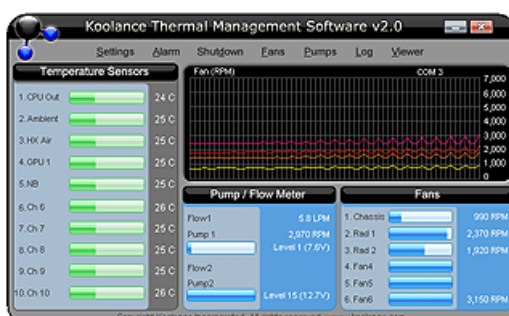 Koolance Thermal Management Software v2.0
Settings Alarm Shutdown Fans Pumps Log Viewer
Temperature Sensors
1.CPU Out 24 C
2.Ambient 25 C
3.HX Air 25 C
4.GPU 1 25 C
5.NB 25 C
6.Ch 6 26 C
7.Ch 7 25 C
8.Ch 8 25 C
9.Ch 9 25 C
10.Ch 10 26 C
Fan (RPM) COM 3
7,000
6,000
5,000
4,000
3,000
2,000
1,000
0
Pump / Flow Meter
Flow1 5.8 LPM
Pump 1 2,970 RPM
Level 1 (7.6V)
Flow2
Pump2
Level 15 (12.7V)
Fans
1. Chassis 990 RPM
2. Rad 1 2,370 RPM
3. Rad 2 1,920 RPM
4. Fan4
5. Fan5
6. Fan6 3,150 RPM